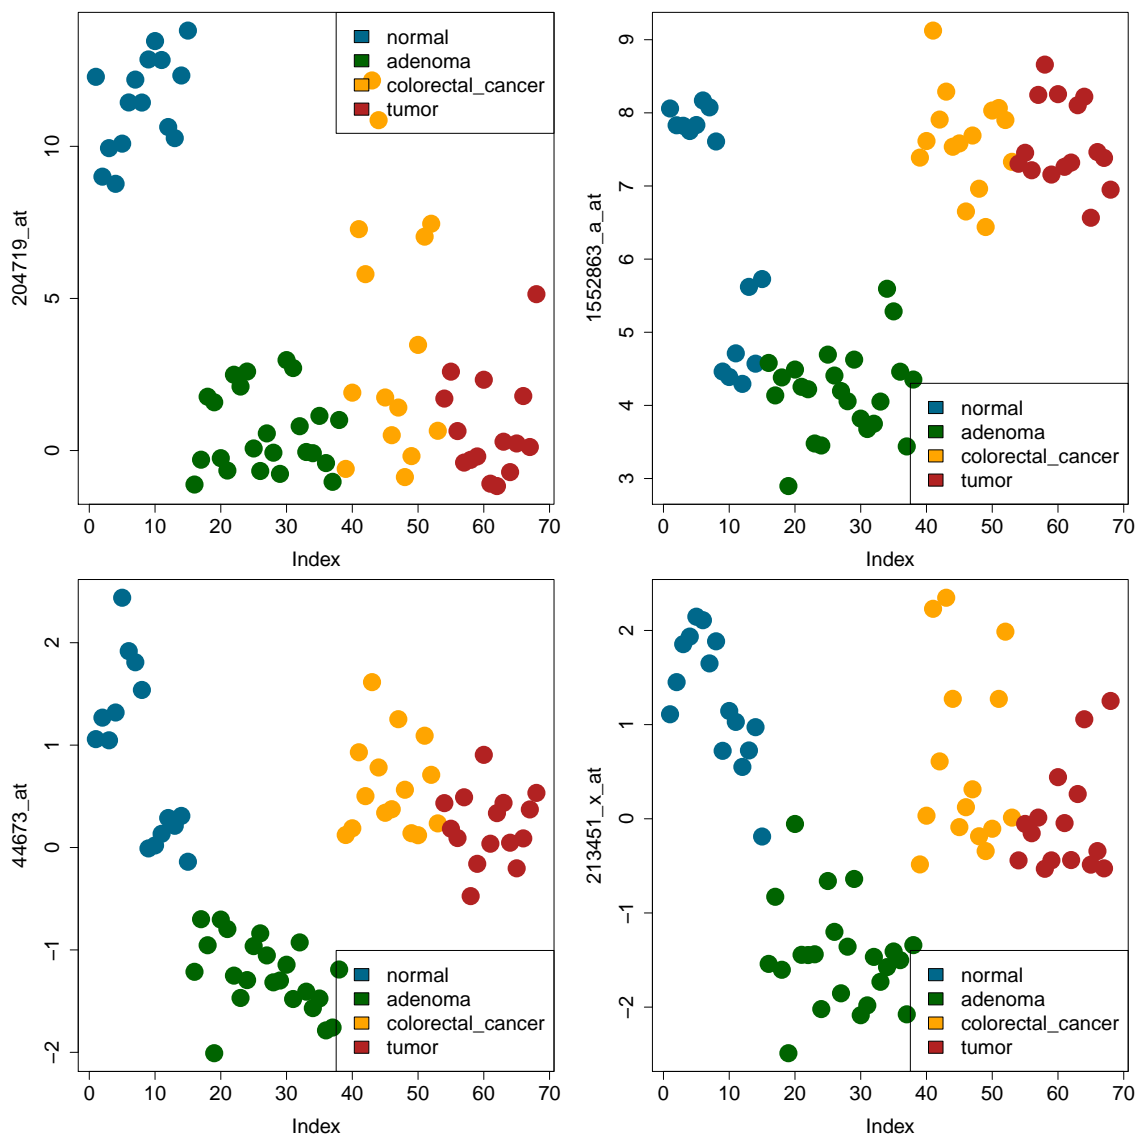 204719_at
10
5
0
normal
adenoma
colorectal_cancer
tumor
0 10 20 30 40 50 60 70
Index
1552863_a_at
9
8
7
6
5
4
3
normal
adenoma
colorectal_cancer
tumor
0 10 20 30 40 50 60 70
Index
44673_at
2
1
0
−1
−2
normal
adenoma
colorectal_cancer
tumor
0 10 20 30 40 50 60 70
Index
213451_x_at
2
1
0
−1
−2
normal
adenoma
colorectal_cancer
tumor
0 10 20 30 40 50 60 70
Index